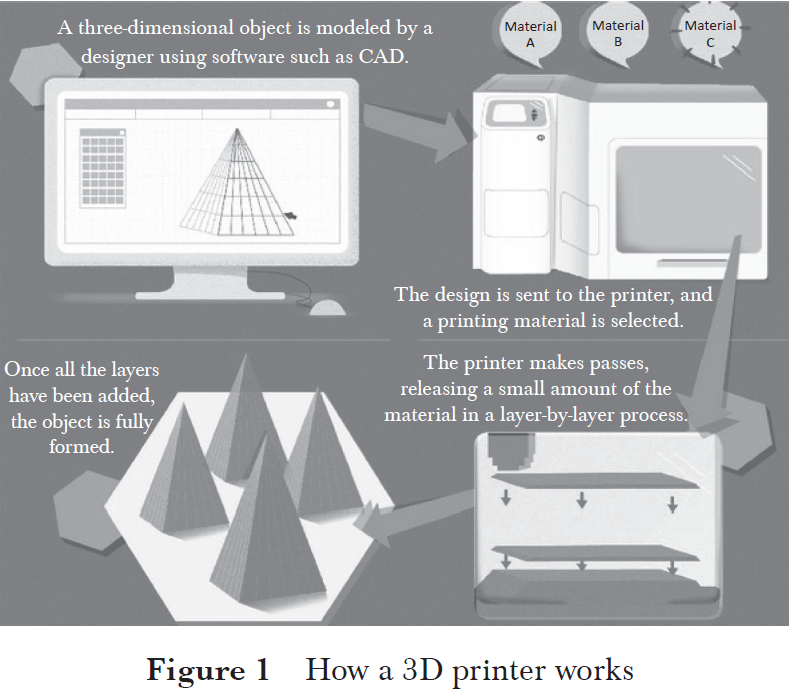 A three-dimensional object is modeled by a
designer using software such as CAD.
Material
A
Material
B
Material
C
The design is sent to the printer, and
a printing material is selected.
The printer makes passes,
releasing a small amount of the
material in a layer-by-layer process.
Once all the layers
have been added,
the object is fully
formed.
Figure 1 How a 3D printer works